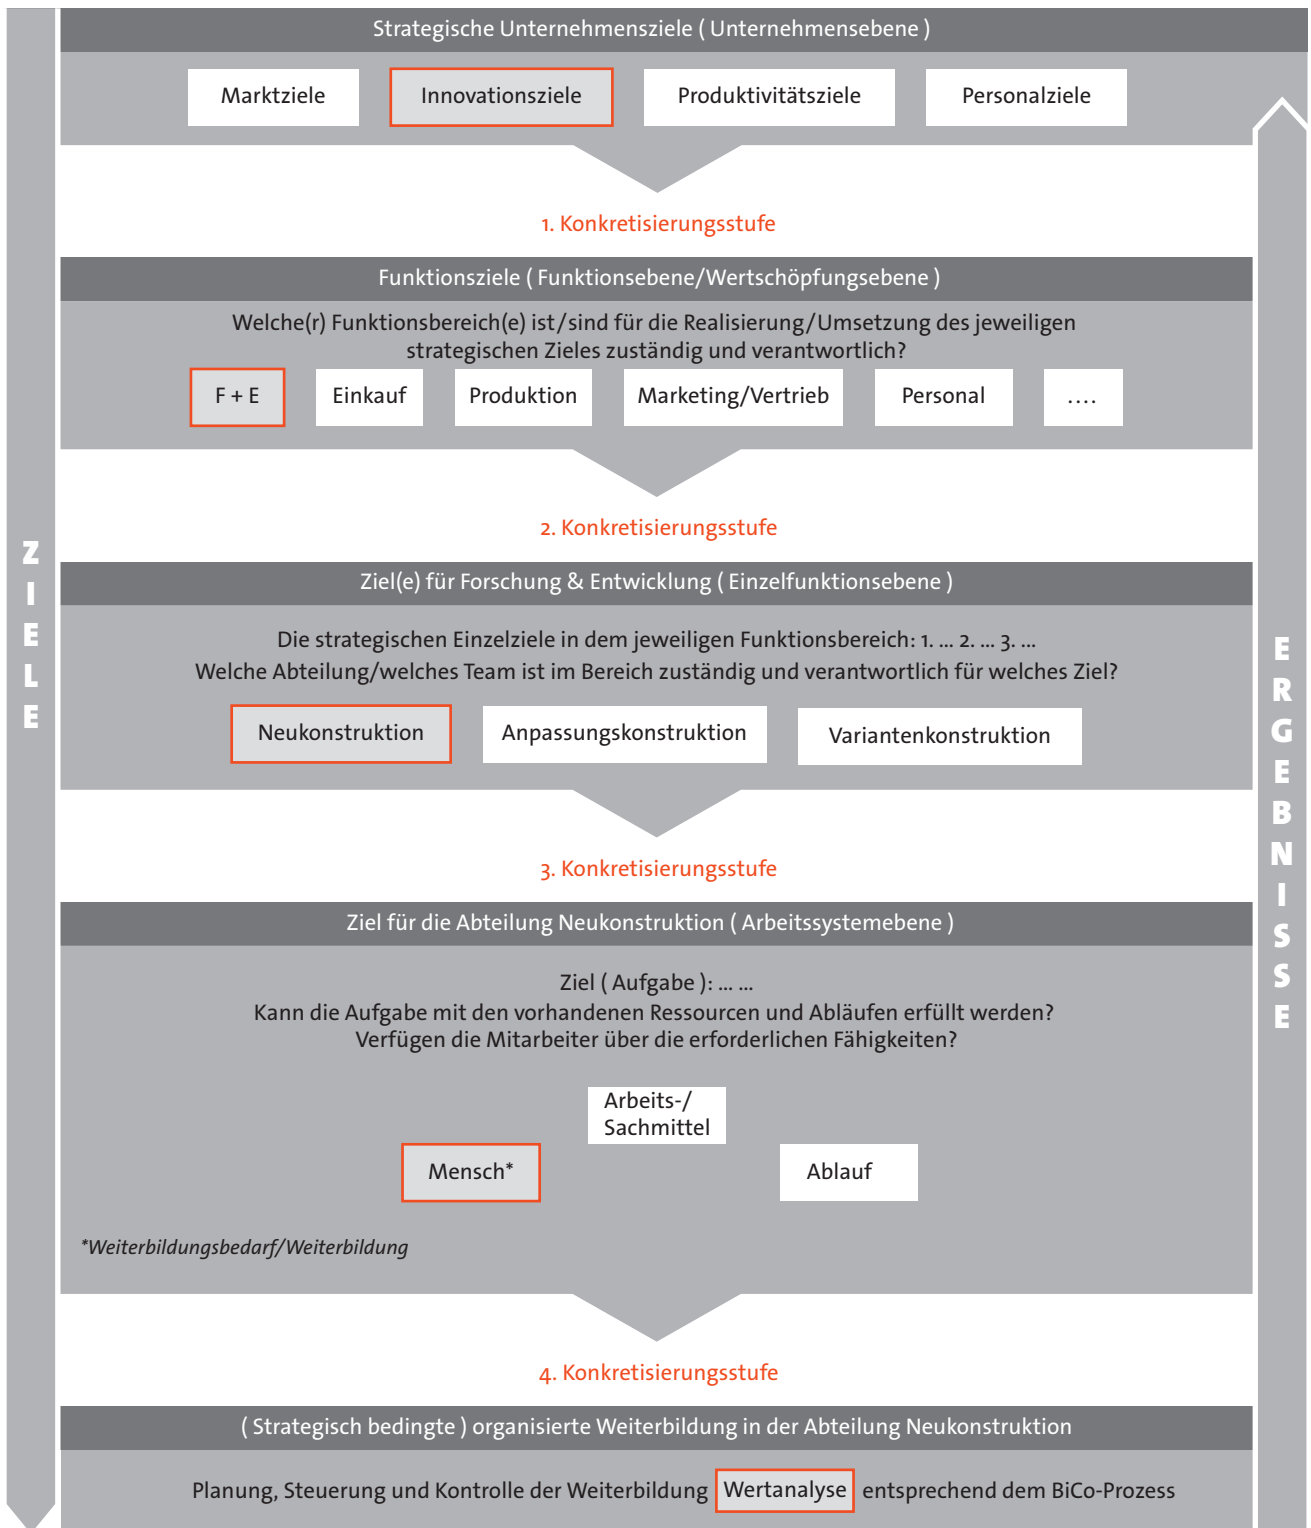 Strategische Unternehmensziele ( Unternehmensebene )
Marktziele
Innovationsziele
Produktivitätsziele
Personalziele
1. Konkretisierungsstufe
Funktionsziele ( Funktionsebene/Wertschöpfungsebene )
Welche(r) Funktionsbereich(e) ist/sind für die Realisierung/Umsetzung des jeweiligen
strategischen Zieles zuständig und verantwortlich?
F + E
Einkauf
Produktion
Marketing/Vertrieb
Personal
....
2. Konkretisierungsstufe
Ziel(e) für Forschung & Entwicklung ( Einzelfunktionsebene )
Die strategischen Einzelziele in dem jeweiligen Funktionsbereich: 1. ... 2. ... 3. ...
Welche Abteilung/welches Team ist im Bereich zuständig und verantwortlich für welches Ziel?
Neukonstruktion
Anpassungskonstruktion
Variantenkonstruktion
3. Konkretisierungsstufe
Ziel für die Abteilung Neukonstruktion ( Arbeitssystemebene )
Ziel ( Aufgabe ): ... ...
Kann die Aufgabe mit den vorhandenen Ressourcen und Abläufen erfüllt werden?
Verfügen die Mitarbeiter über die erforderlichen Fähigkeiten?
Arbeits-/
Sachmittel
Mensch*
Ablauf
*Weiterbildungsbedarf/Weiterbildung
4. Konkretisierungsstufe
( Strategisch bedingte ) organisierte Weiterbildung in der Abteilung Neukonstruktion
Planung, Steuerung und Kontrolle der Weiterbildung Wertanalyse entsprechend dem BiCo-Prozess
ZIELE
ERGEBNISSE